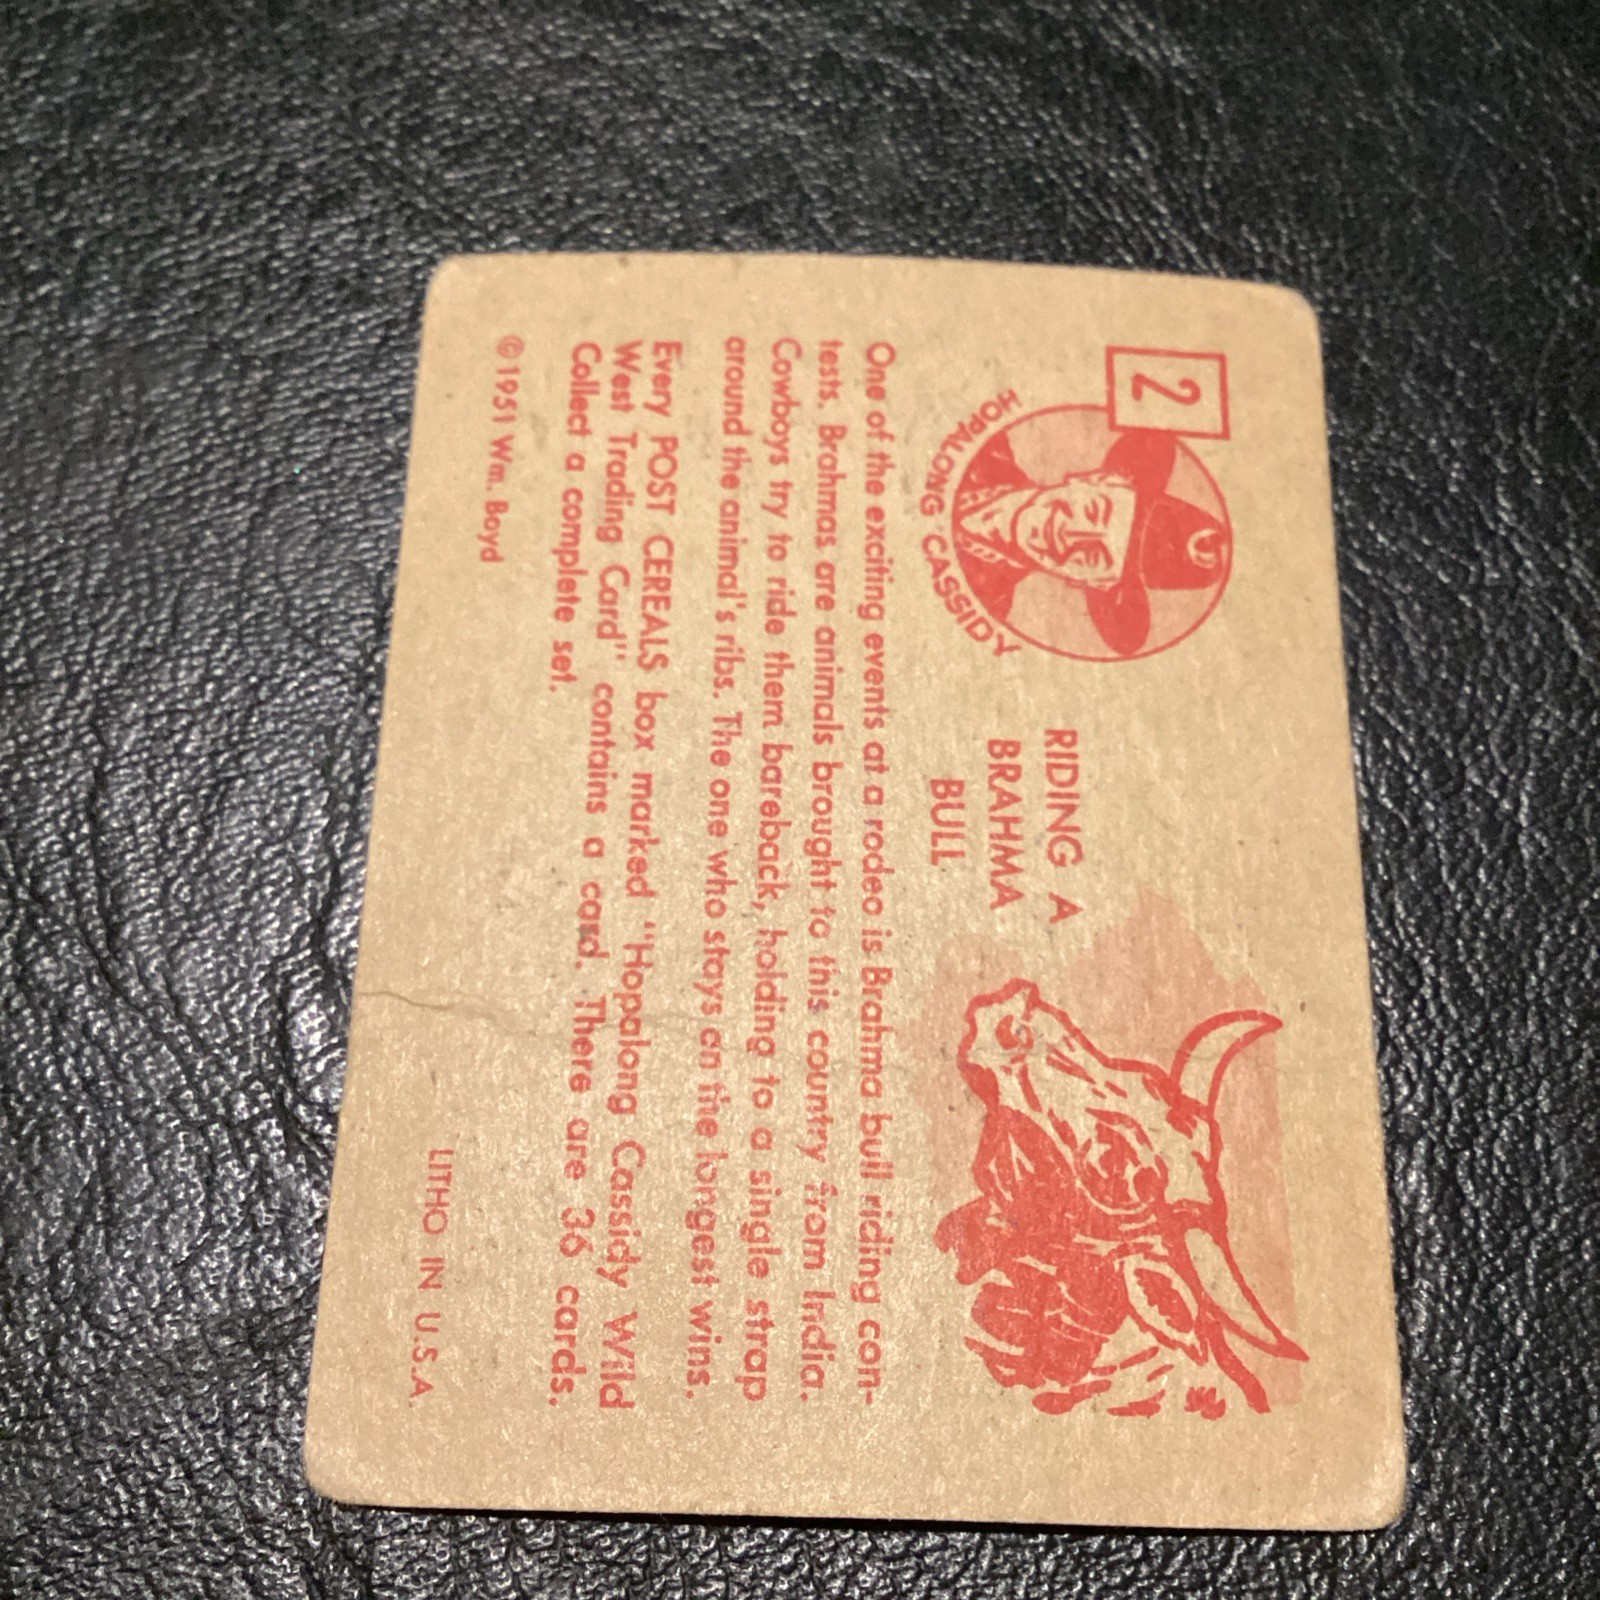 2
HOPALONG CASSIDY
RIDING A
BRAHMA
BULL
One of the exciting events at a rodeo is Brahma bull riding con-
tests. Brahmas are animals brought to this country from India.
Cowboys try to ride them bareback, holding to a single strap
around the animal's ribs. The one who stays on the longest wins.
Every POST CEREALS box marked "Hopalong Cassidy Wild
West Trading Card" contains a card. There are 36 cards.
Collect a complete set.
©1951 Wm. Boyd
LITHO IN U.S.A.